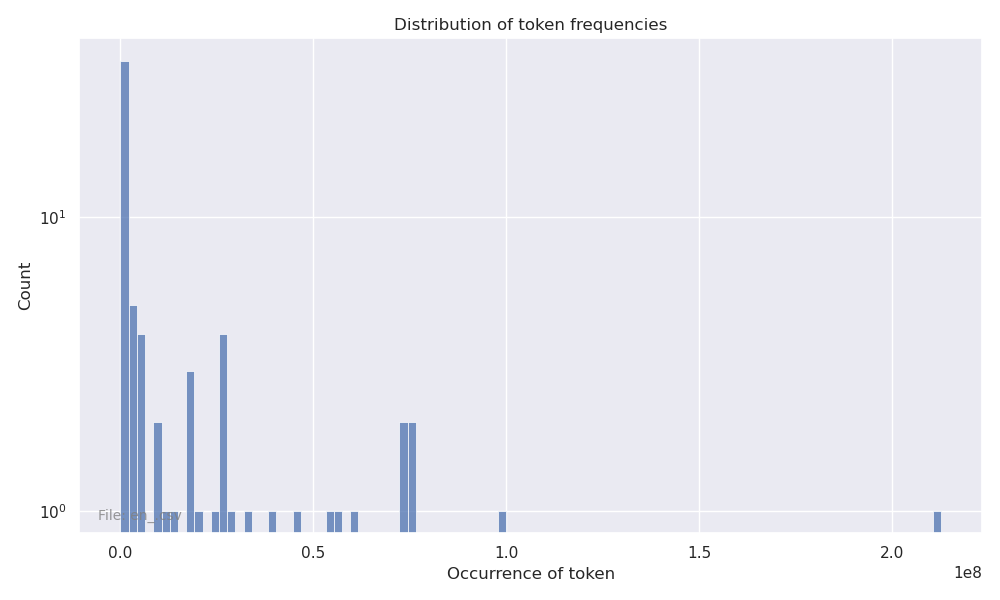 Distribution of token frequencies
Count
10¹
10⁰
0.0 0.5 1.0 1.5 2.0
1e8
Occurrence of token